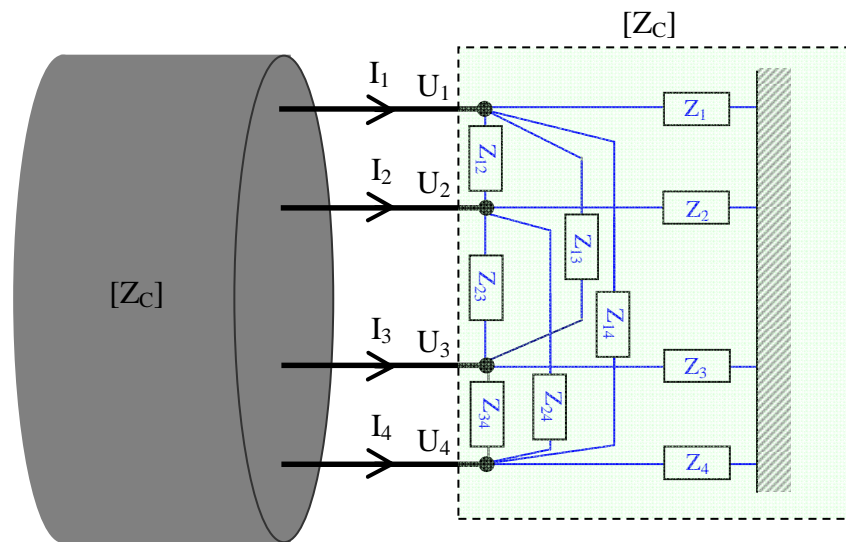 [Z_C]
I_1
U_1
Z_1
Z_12
I_2
U_2
Z_2
Z_13
Z_23
[Z_C]
Z_14
I_3
U_3
Z_3
Z_34
Z_24
I_4
U_4
Z_4